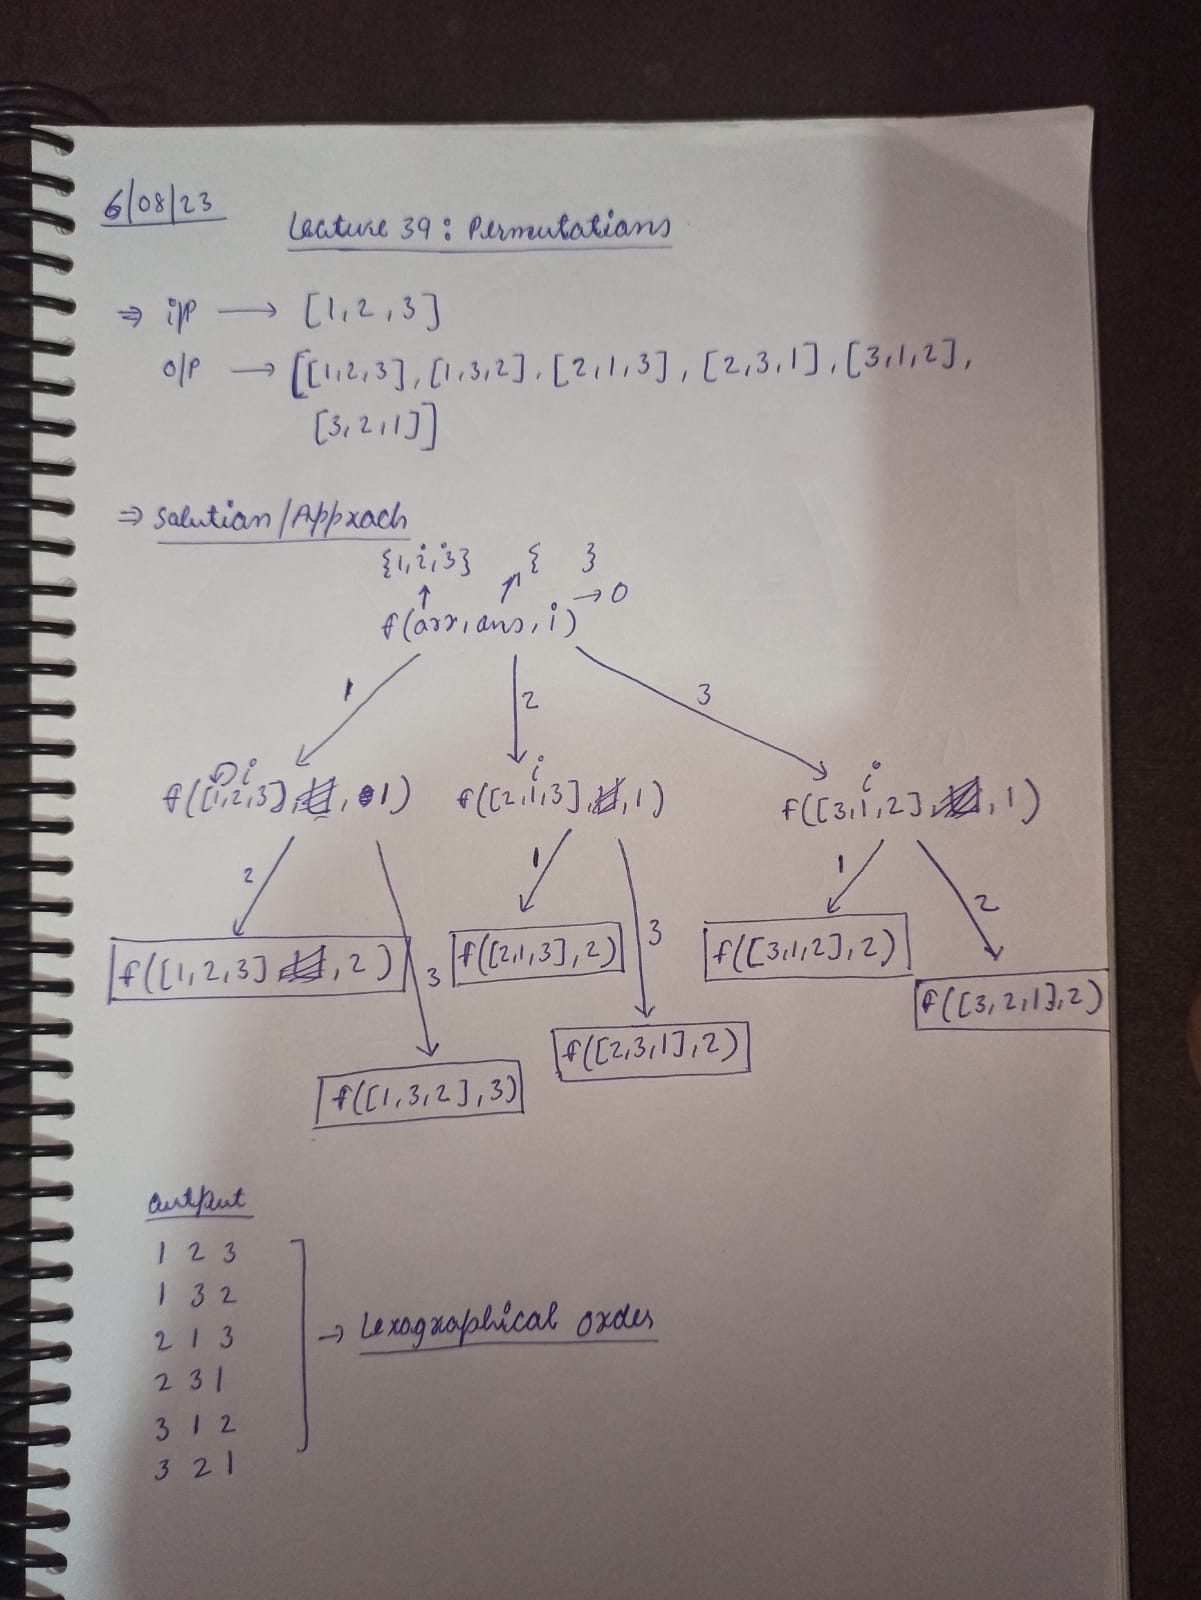 6/08/23
Lecture 39 : Permutations
⇒ i/p → [1,2,3]
o/p → [[1,2,3], [1,3,2], [2,1,3], [2,3,1], [3,1,2],
[3,2,1]]
⇒ Solution/Approach
{1,2,3} { }
f(arr, ans, i) → 0
1 2 3
i i i
f([1,2,3], , 1) f([2,1,3], , 1) f([3,1,2], , 1)
2 1 1 2
f([1,2,3] , 2) 3 f([2,1,3], 2) 3 f([3,1,2], 2)
f([3,2,1], 2)
f([2,3,1], 2)
f([1,3,2], 3)
output
1 2 3
1 3 2
2 1 3
→ Lexographical order
2 3 1
3 1 2
3 2 1